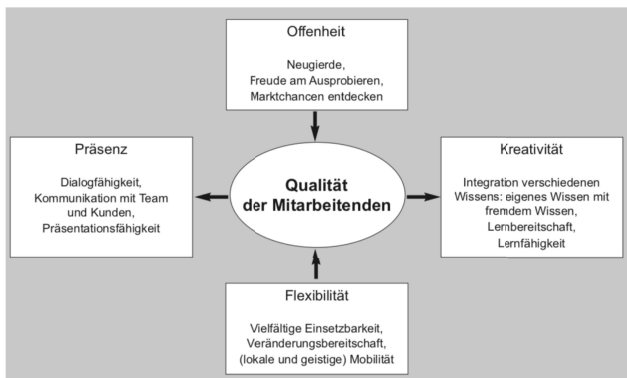 Offenheit
Neugierde,
Freude am Ausprobieren,
Marktchancen entdecken
Präsenz
Dialogfähigkeit,
Kommunikation mit Team
und Kunden,
Präsentationsfähigkeit
Qualität
der Mitarbeitenden
Kreativität
Integration verschiedenen
Wissens: eigenes Wissen mit
fremdem Wissen,
Lernbereitschaft,
Lernfähigkeit
Flexibilität
Vielfältige Einsetzbarkeit,
Veränderungsbereitschaft,
(lokale und geistige) Mobilität